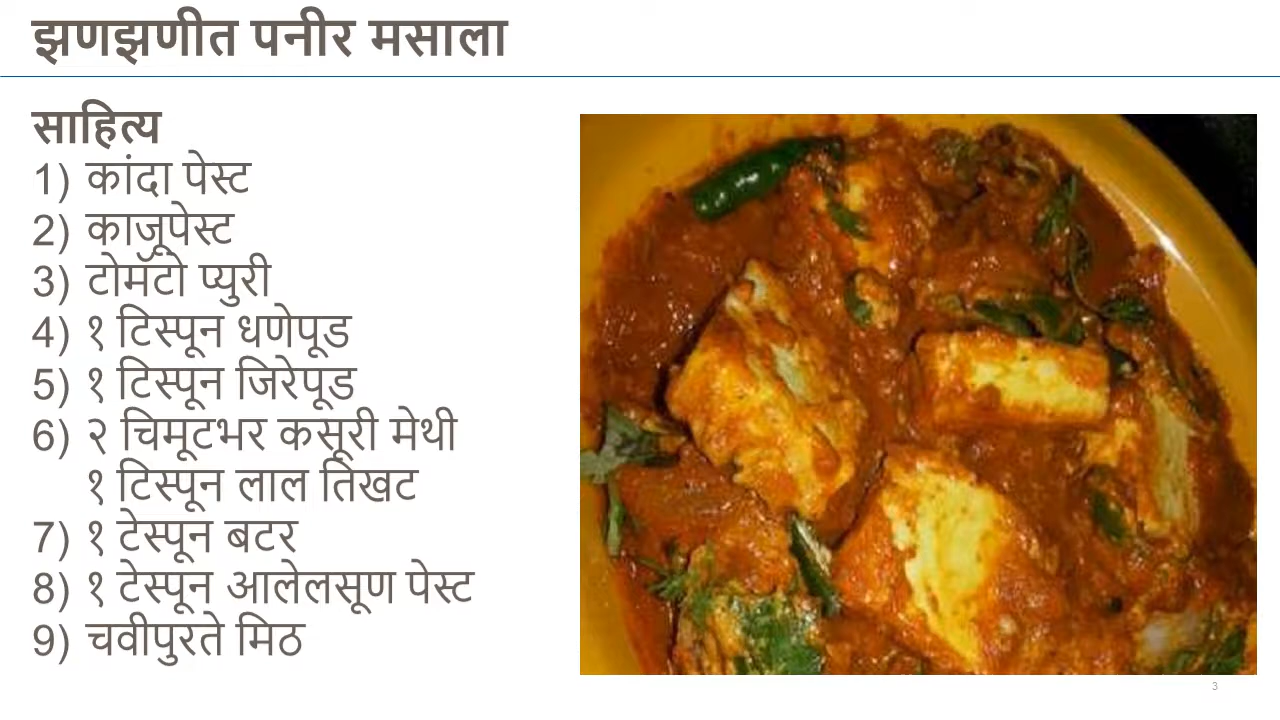 झणझणीत पनीर मसाला
साहित्य
1) कांदा पेस्ट
2) काजूपेस्ट
3) टोमॅटो प्युरी
4) १ टिस्पून धणेपूड
5) १ टिस्पून जिरेपूड
6) २ चिमूटभर कसूरी मेथी
१ टिस्पून लाल तिखट
7) १ टेस्पून बटर
8) १ टेस्पून आलेलसूण पेस्ट
9) चवीपुरते मिठ
3